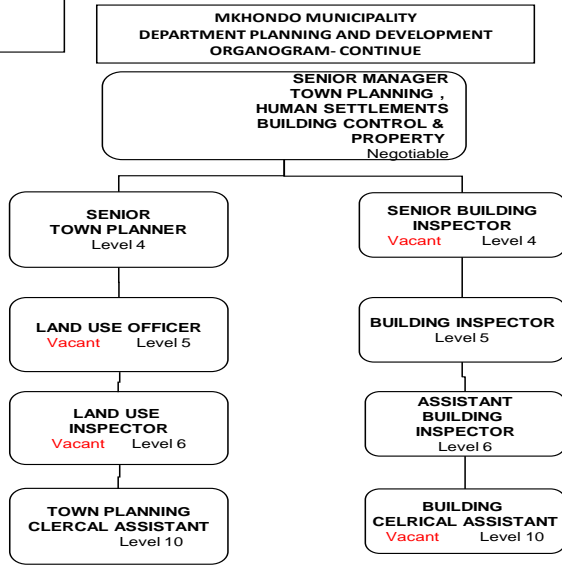 MKHONDO MUNICIPALITY
DEPARTMENT PLANNING AND DEVELOPMENT
ORGANOGRAM- CONTINUE
SENIOR MANAGER
TOWN PLANNING ,
HUMAN SETTLEMENTS
BUILDING CONTROL &
PROPERTY
Negotiable
SENIOR
TOWN PLANNER
Level 4
LAND USE OFFICER
Vacant Level 5
LAND USE
INSPECTOR
Vacant Level 6
TOWN PLANNING
CLERCAL ASSISTANT
Level 10
SENIOR BUILDING
INSPECTOR
Vacant Level 4
BUILDING INSPECTOR
Level 5
ASSISTANT
BUILDING
INSPECTOR
Level 6
BUILDING
CELRICAL ASSISTANT
Vacant Level 10